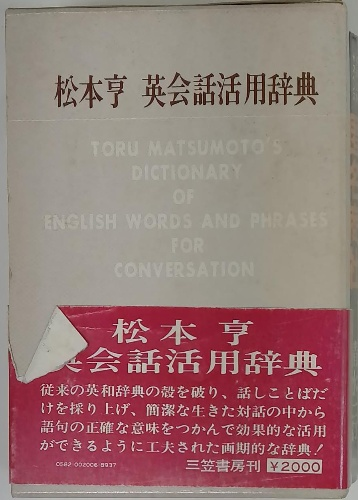 松本亨 英会話活用辞典
TORU MATSUMOTO'S
DICTIONARY
OF
ENGLISH WORDS AND PHRASES
FOR
CONVERSATION
松本亨
英会話活用辞典
従来の英和辞典の殻を破り、話しことばだ
けを採り上げ、簡潔な生きた対話の中から
語句の正確な意味をつかんで効果的な活用
ができるように工夫された画期的な辞典!
0582-002006-8937
三笠書房刊 ¥2000